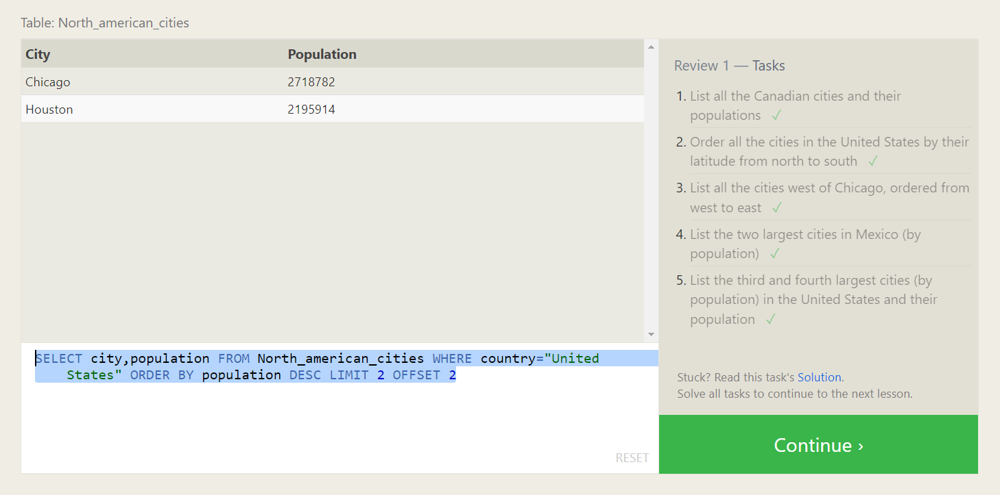 Table: North_american_cities
City Population
Chicago 2718782
Houston 2195914
SELECT city,population FROM North_american_cities WHERE country="United
States" ORDER BY population DESC LIMIT 2 OFFSET 2
RESET
Review 1 — Tasks
1. List all the Canadian cities and their
populations ✓
2. Order all the cities in the United States by their
latitude from north to south ✓
3. List all the cities west of Chicago, ordered from
west to east ✓
4. List the two largest cities in Mexico (by
population) ✓
5. List the third and fourth largest cities (by
population) in the United States and their
population ✓
Stuck? Read this task's Solution.
Solve all tasks to continue to the next lesson.
Continue ›